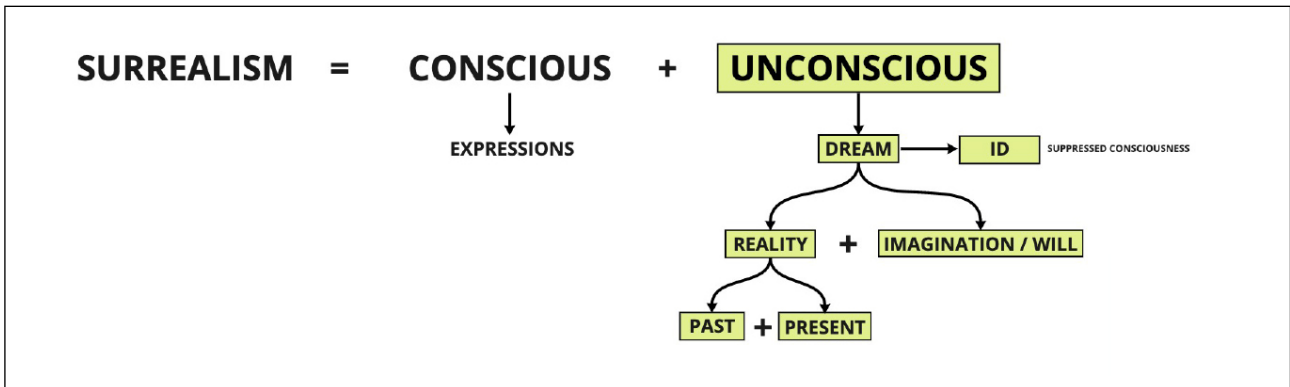 SURREALISM = CONSCIOUS + UNCONSCIOUS
EXPRESSIONS
DREAM
ID
SUPPRESSED CONSCIOUSNESS
REALITY + IMAGINATION / WILL
PAST + PRESENT